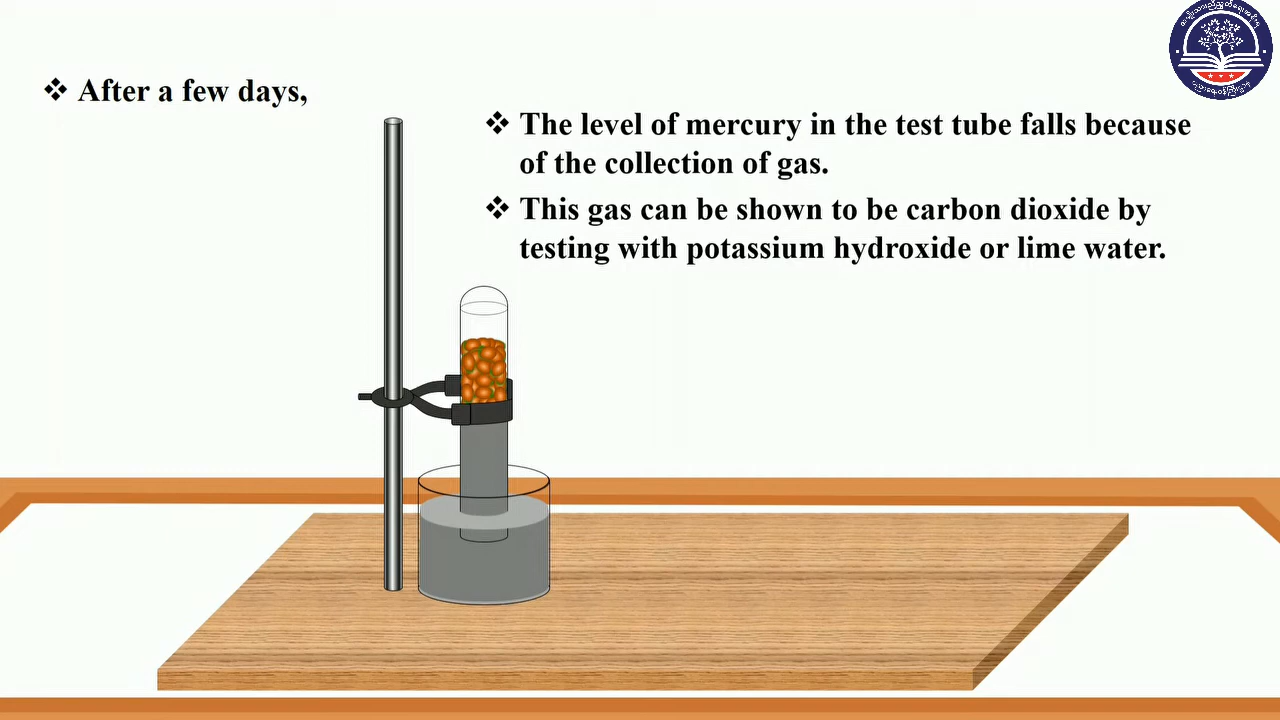 ❖ After a few days,
❖ The level of mercury in the test tube falls because
of the collection of gas.
❖ This gas can be shown to be carbon dioxide by
testing with potassium hydroxide or lime water.